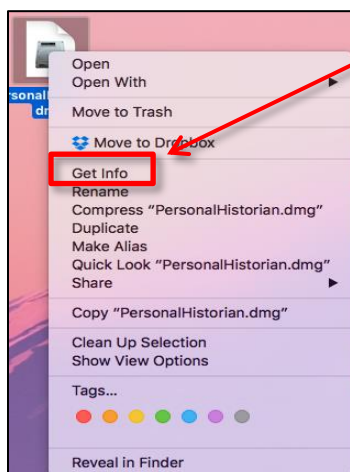 Open
Open With
Move to Trash
Move to Dropbox
Get Info
Rename
Compress “PersonalHistorian.dmg”
Duplicate
Make Alias
Quick Look “PersonalHistorian.dmg”
Share
Copy “PersonalHistorian.dmg”
Clean Up Selection
Show View Options
Tags...
Reveal in Finder